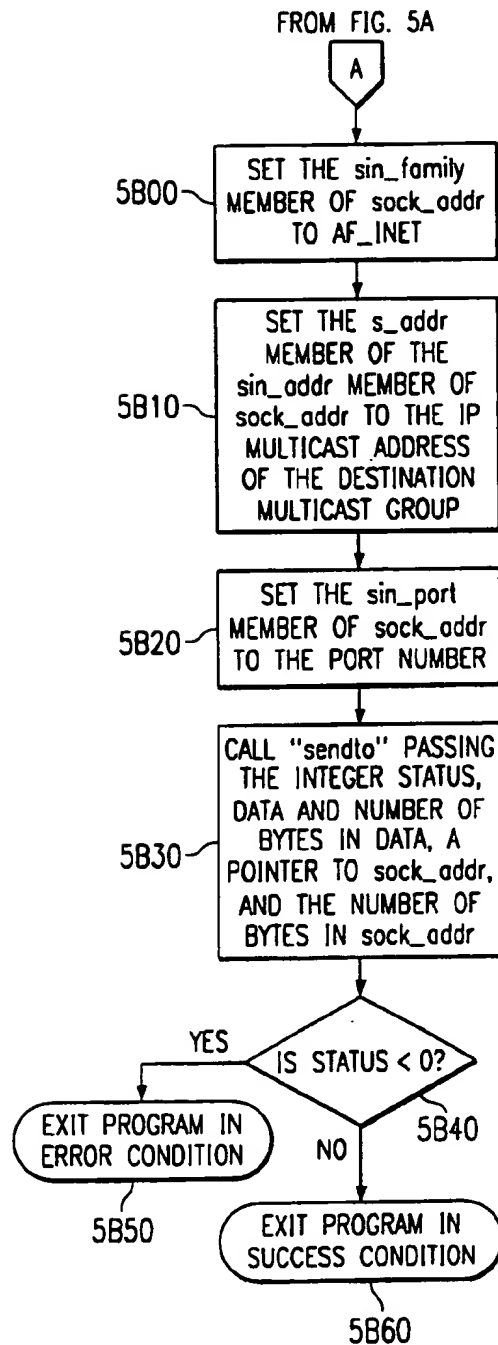 FROM FIG. 5A
A
5B00
SET THE sin_family
MEMBER OF sock_addr
TO AF_INET
5B10
SET THE s_addr
MEMBER OF THE
sin_addr MEMBER OF
sock_addr TO THE IP
MULTICAST ADDRESS
OF THE DESTINATION
MULTICAST GROUP
5B20
SET THE sin_port
MEMBER OF sock_addr
TO THE PORT NUMBER
5B30
CALL "sendto" PASSING
THE INTEGER STATUS,
DATA AND NUMBER OF
BYTES IN DATA, A
POINTER TO sock_addr,
AND THE NUMBER OF
BYTES IN sock_addr
YES
IS STATUS < 0?
5B40
NO
EXIT PROGRAM IN
ERROR CONDITION
5B50
EXIT PROGRAM IN
SUCCESS CONDITION
5B60